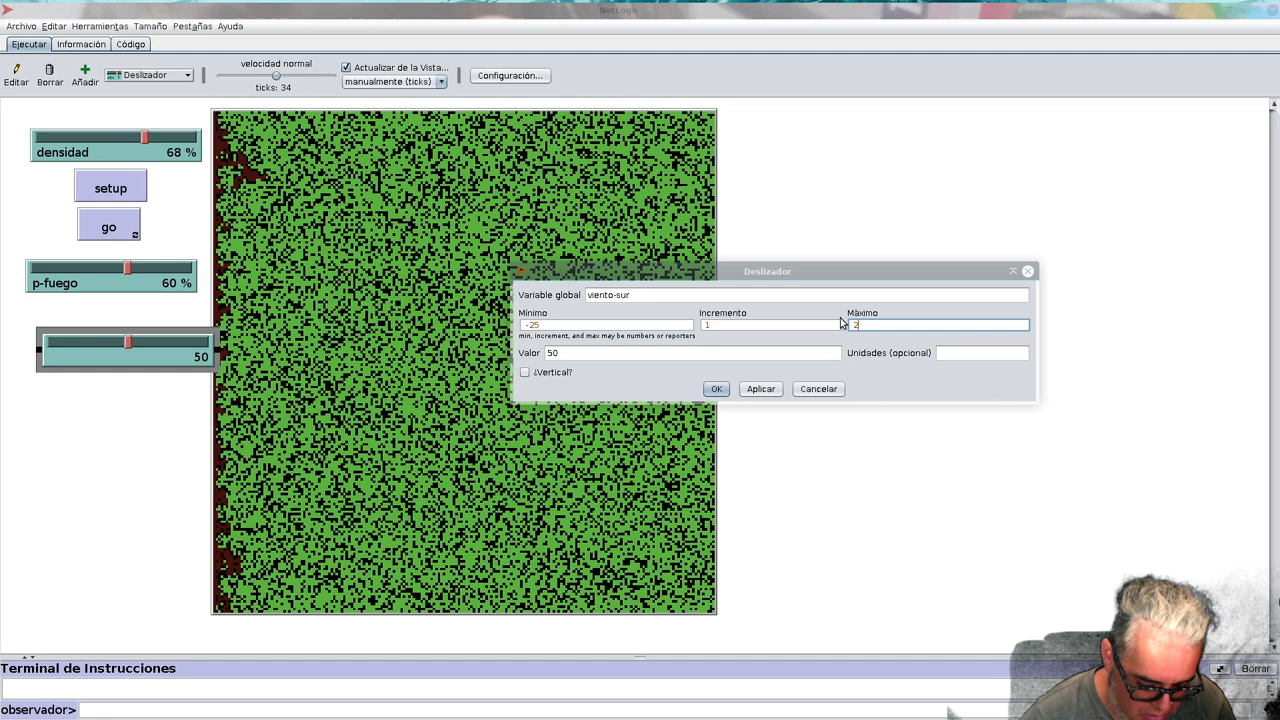 NetLogo
Archivo Editar Herramientas Tamaño Pestañas Ayuda
Ejecutar Información Código
velocidad normal
Actualizar de la Vista...
Editar Borrar Añadir Deslizador
manualmente (ticks)
Configuración...
ticks: 34
densidad 68 %
setup
go
p-fuego 60 %
50
Deslizador
Variable global viento-sur
Mínimo Incremento Máximo
-25 1 2
min, increment, and max may be numbers or reporters
Valor 50 Unidades (opcional)
¿Vertical?
OK Aplicar Cancelar
Terminal de Instrucciones
Borrar
observador>